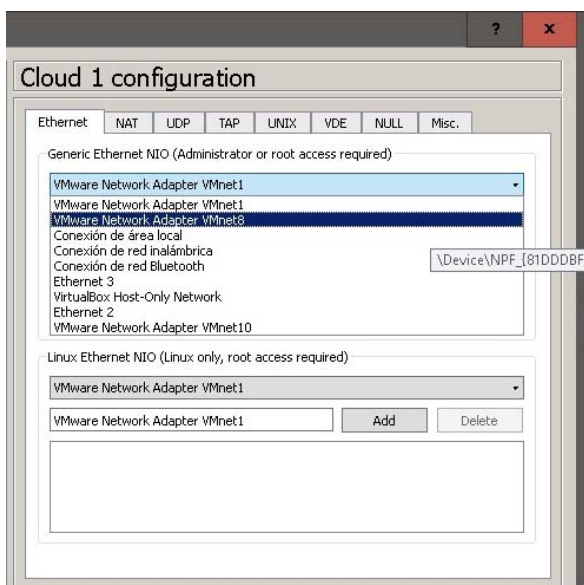 ? x
Cloud 1 configuration
Ethernet NAT UDP TAP UNIX VDE NULL Misc.
Generic Ethernet NIO (Administrator or root access required)
VMware Network Adapter VMnet1
VMware Network Adapter VMnet1
VMware Network Adapter VMnet8
Conexión de área local
Conexión de red inalámbrica
\Device\NPF_{81DDDBF
Conexión de red Bluetooth
Ethernet 3
VirtualBox Host-Only Network
Ethernet 2
VMware Network Adapter VMnet10
Linux Ethernet NIO (Linux only, root access required)
VMware Network Adapter VMnet1
VMware Network Adapter VMnet1 Add Delete